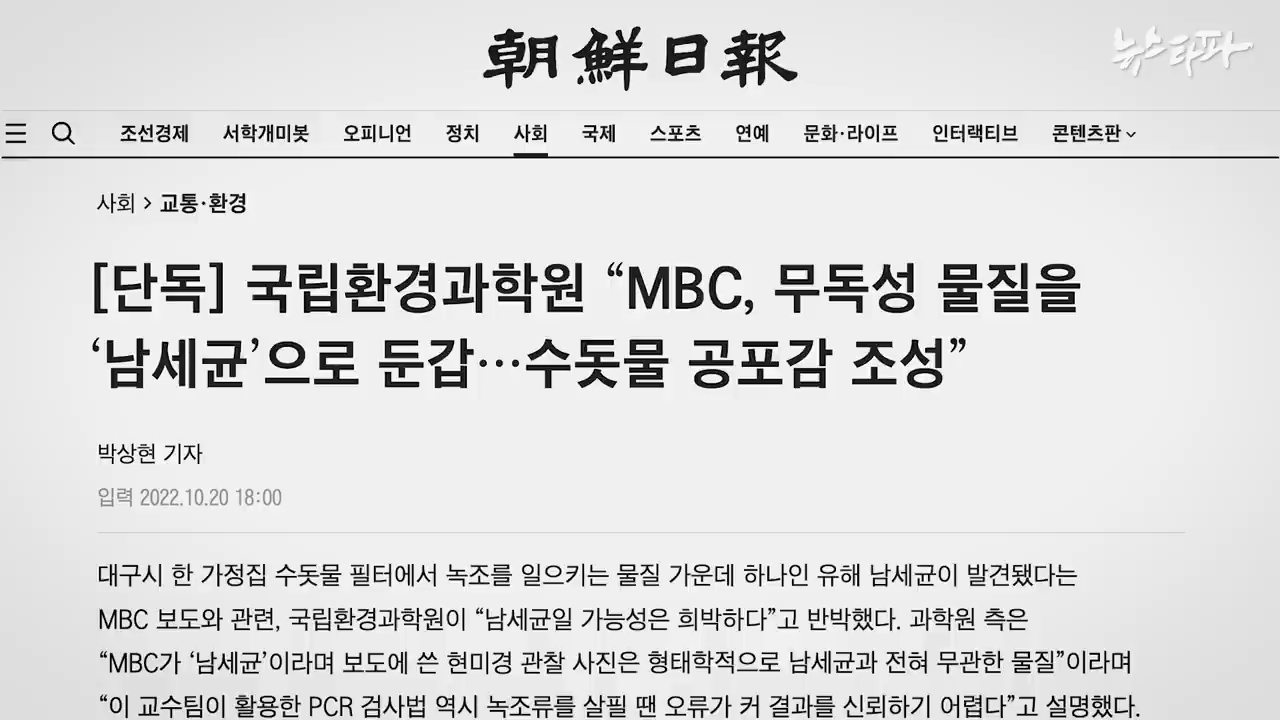 朝鮮日報
뉴스타파
조선경제 서학개미봇 오피니언 정치 사회 국제 스포츠 연예 문화·라이프 인터랙티브 콘텐츠판
사회 > 교통·환경
[단독] 국립환경과학원 “MBC, 무독성 물질을
‘남세균’으로 둔갑…수돗물 공포감 조성”
박상현 기자
입력 2022.10.20 18:00
대구시 한 가정집 수돗물 필터에서 녹조를 일으키는 물질 가운데 하나인 유해 남세균이 발견됐다는
MBC 보도와 관련, 국립환경과학원이 “남세균일 가능성은 희박하다”고 반박했다. 과학원 측은
“MBC가 ‘남세균’이라며 보도에 쓴 현미경 관찰 사진은 형태학적으로 남세균과 전혀 무관한 물질”이라며
“이 교수팀이 활용한 PCR 검사법 역시 녹조류를 살필 땐 오류가 커 결과를 신뢰하기 어렵다”고 설명했다.